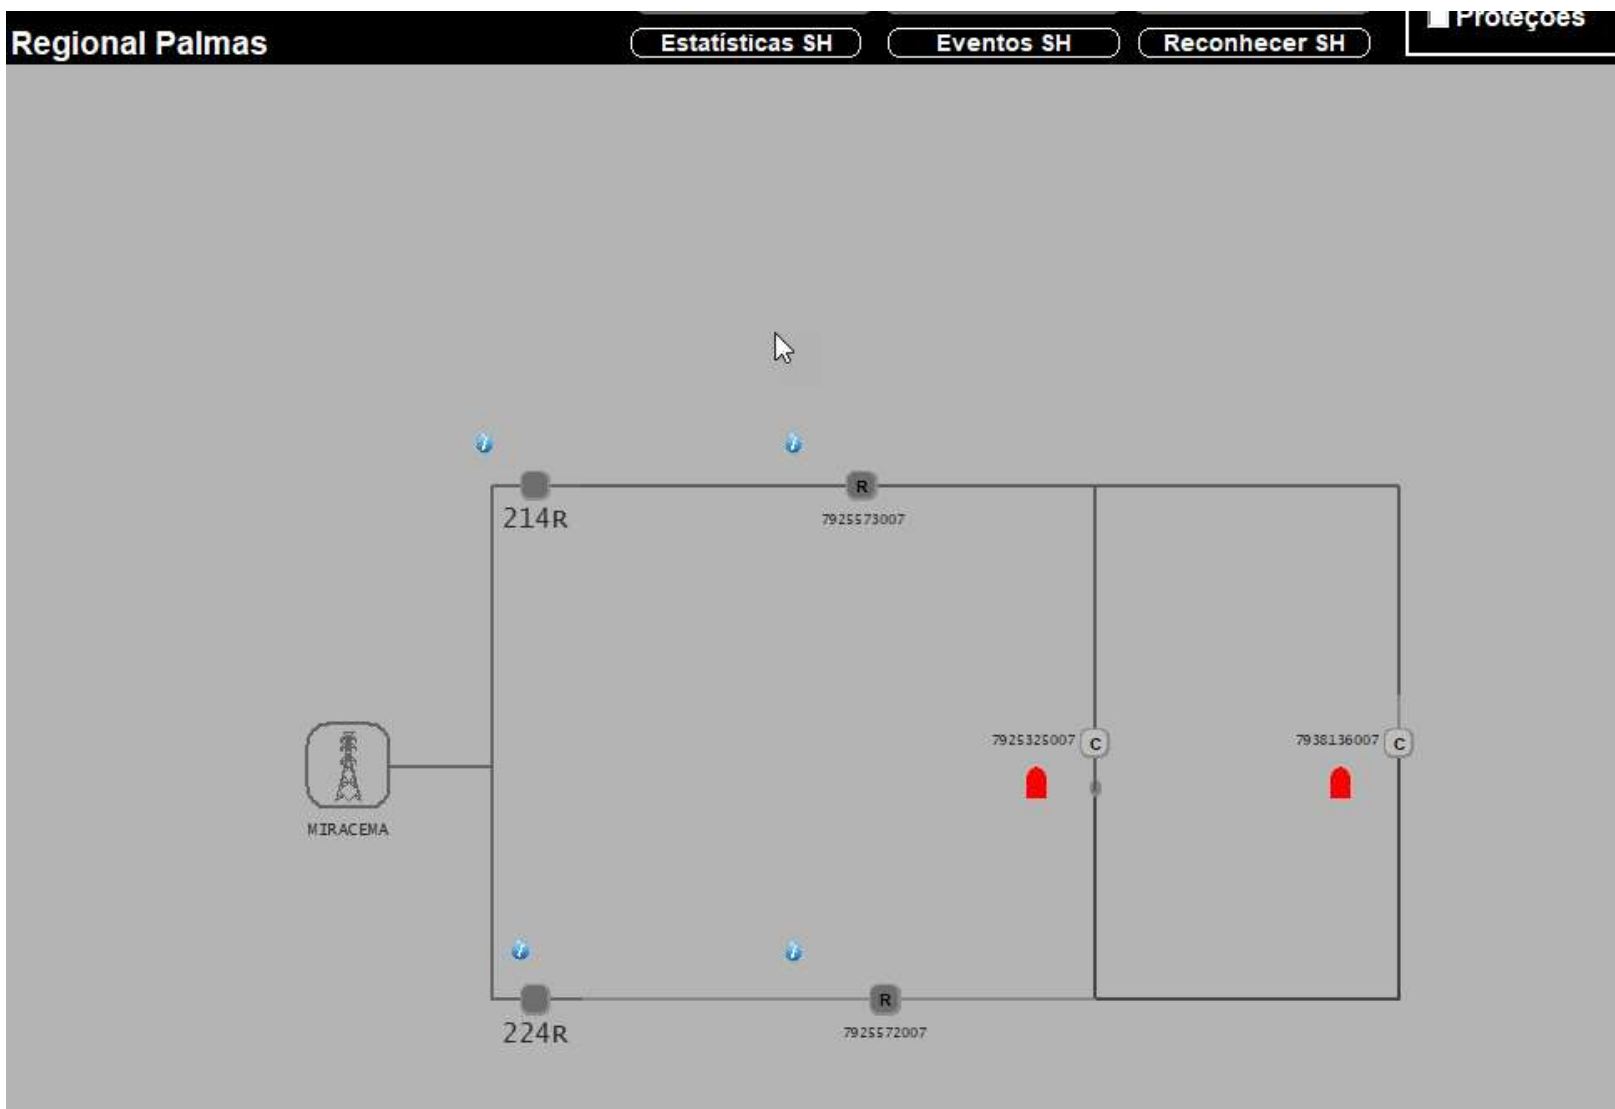 Proteções
Regional Palmas
Estatísticas SH
Eventos SH
Reconhecer SH
214R
R
7925573007
7925325007
C
7938136007
C
MIRACEMA
224R
R
7925572007